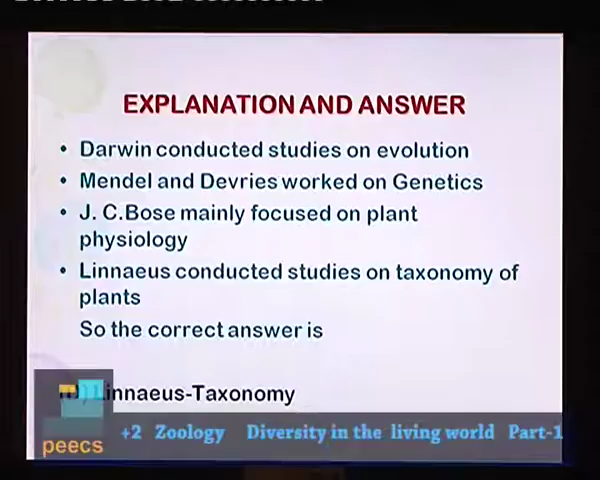 EXPLANATION AND ANSWER
• Darwin conducted studies on evolution
• Mendel and Devries worked on Genetics
• J. C.Bose mainly focused on plant
physiology
• Linnaeus conducted studies on taxonomy of
plants
So the correct answer is
Linnaeus-Taxonomy
peecs
+2 Zoology Diversity in the living world Part-1